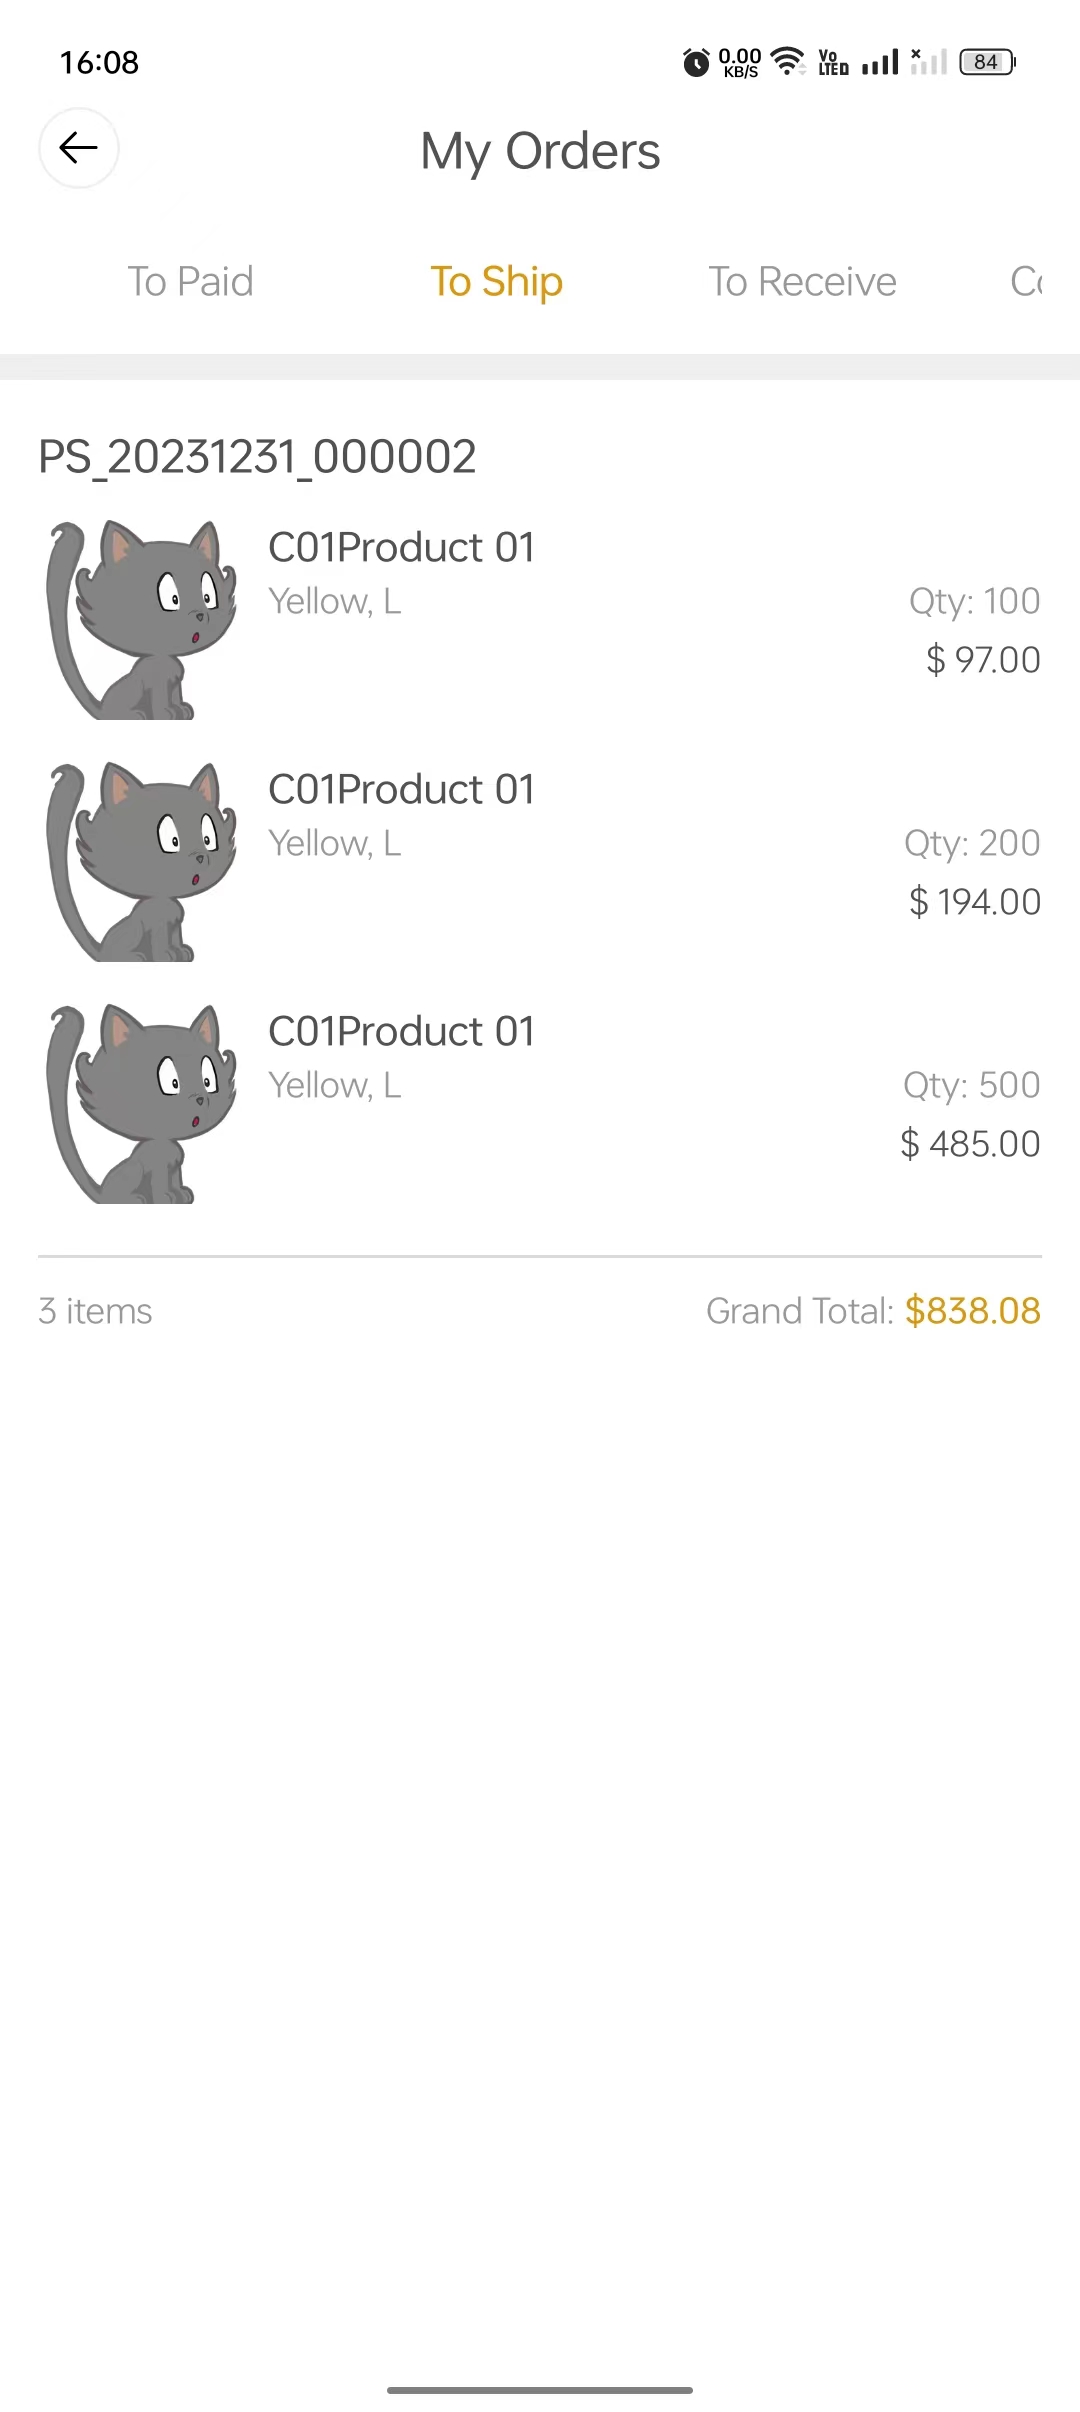 16:08
0.00 KB/S
Vo LTED
84
My Orders
To Paid To Ship To Receive
PS_20231231_000002
C01Product 01
Yellow, L
Qty: 100
$ 97.00
C01Product 01
Yellow, L
Qty: 200
$ 194.00
C01Product 01
Yellow, L
Qty: 500
$ 485.00
3 items
Grand Total: $838.08